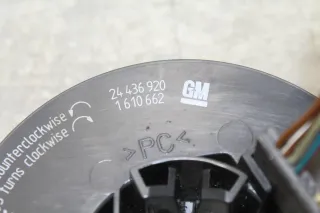 24 436 920
1 610 662
GM
counterclockwise
turns clockwise
>PC<